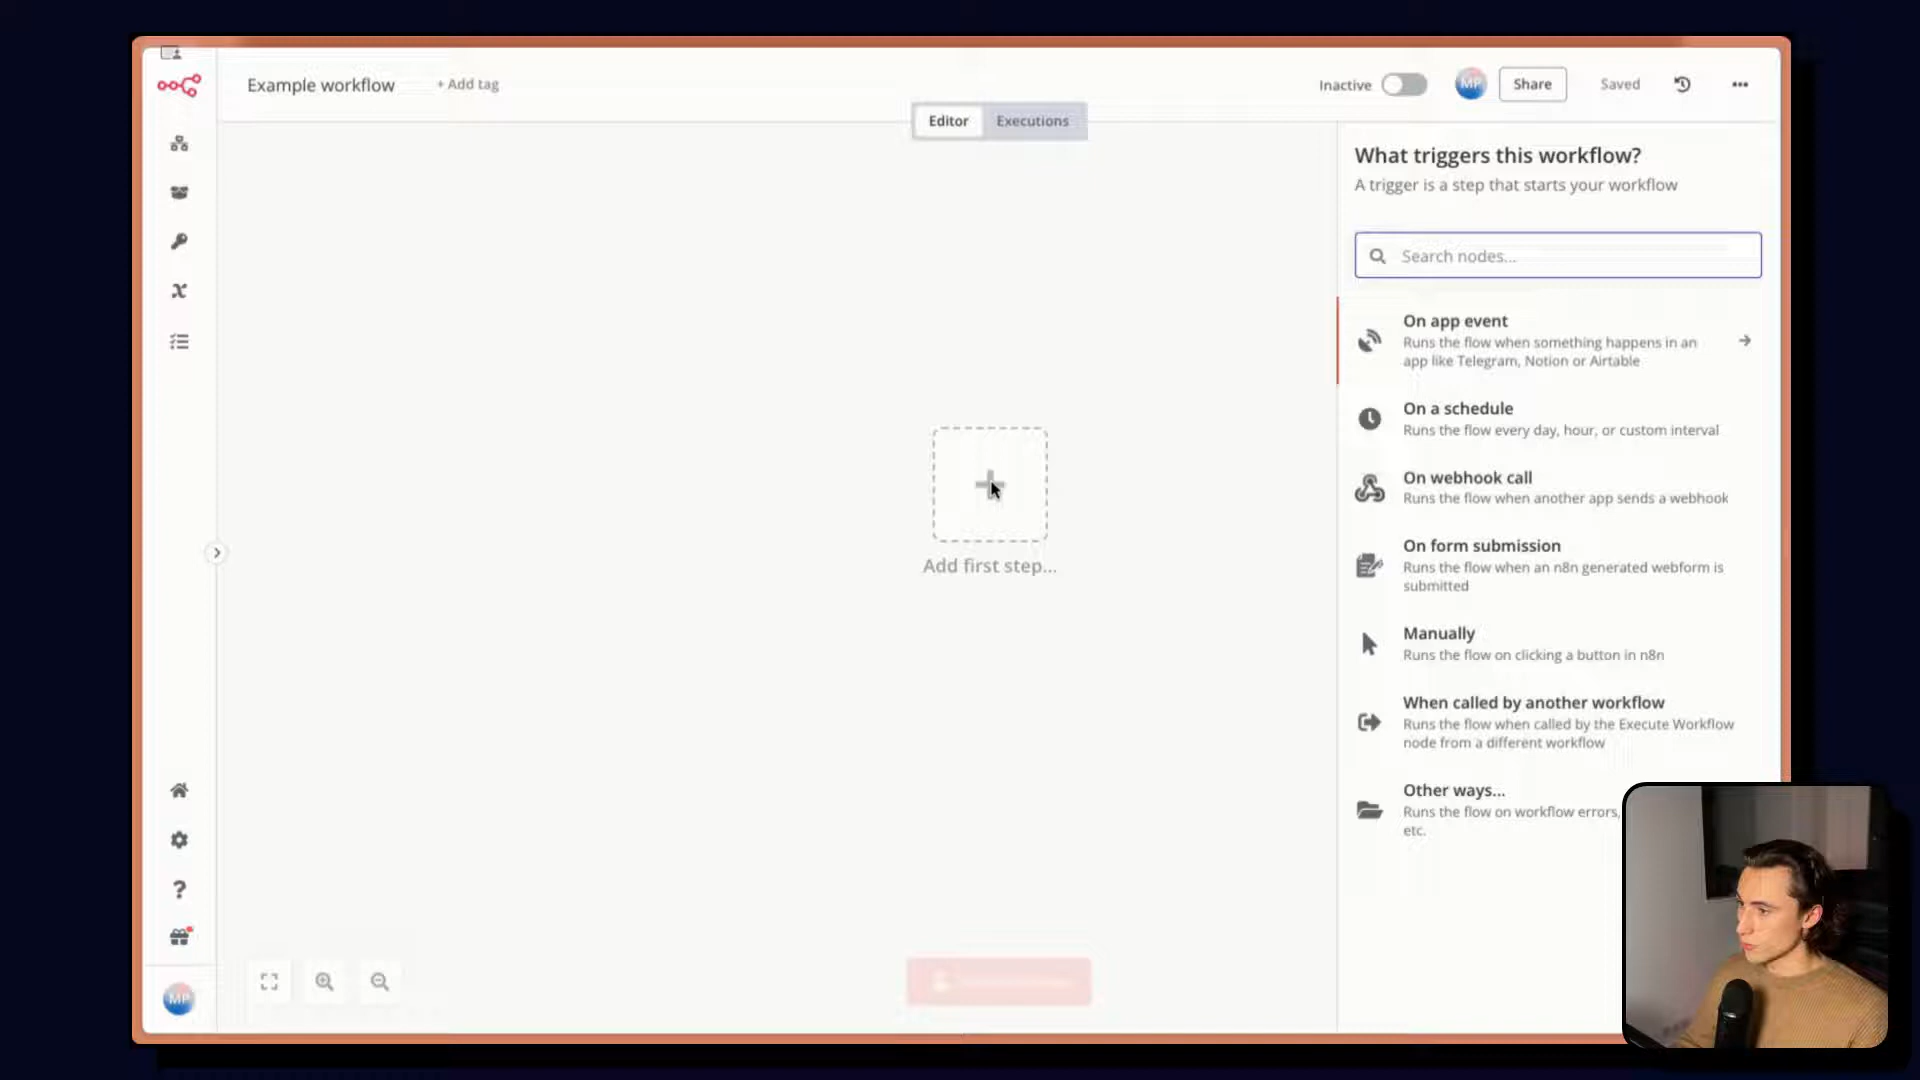 Example workflow
+ Add tag
Inactive
MP
Share
Saved
Editor
Executions
What triggers this workflow?
A trigger is a step that starts your workflow
Search nodes...
On app event
Runs the flow when something happens in an
app like Telegram, Notion or Airtable
On a schedule
Runs the flow every day, hour, or custom interval
On webhook call
Runs the flow when another app sends a webhook
On form submission
Runs the flow when an n8n generated webform is
submitted
Manually
Runs the flow on clicking a button in n8n
When called by another workflow
Runs the flow when called by the Execute Workflow
node from a different workflow
Other ways...
Runs the flow on workflow errors,
etc.
Add first step...
MP